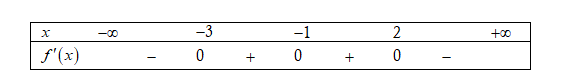 x −∞ −3 −1 2 +∞
f'(x) − 0 + 0 + 0 −